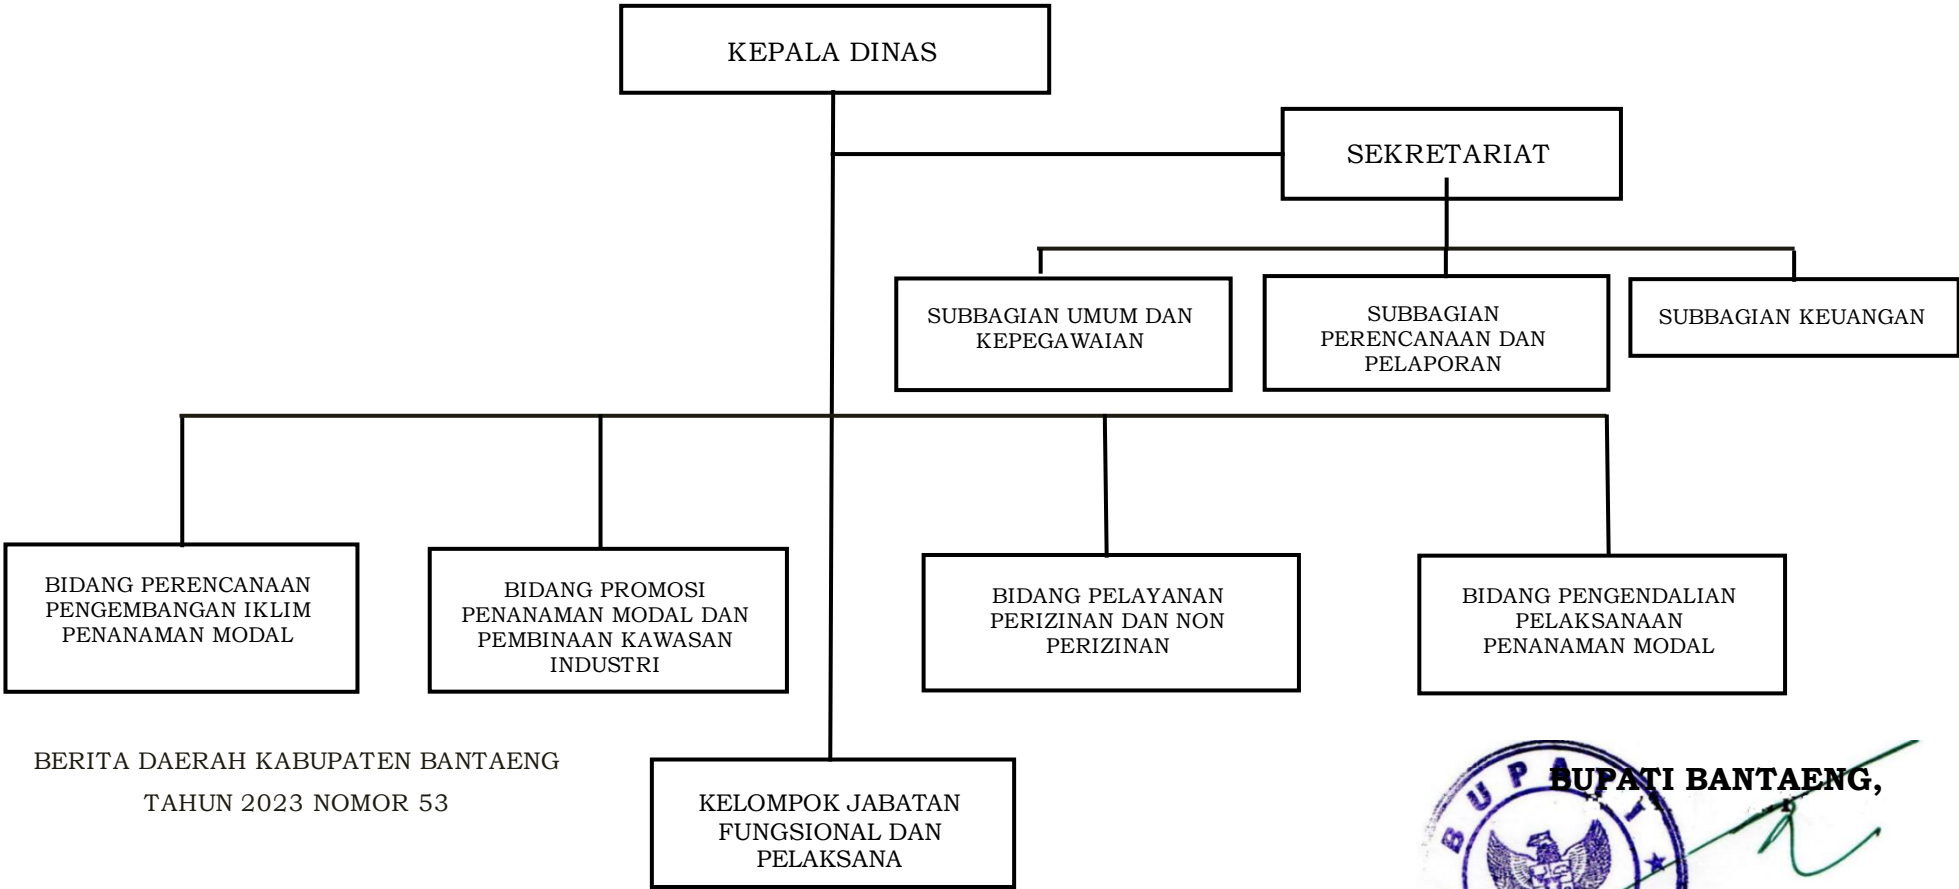 KEPALA DINAS
SEKRETARIAT
SUBBAGIAN UMUM DAN
KEPEGAWAIAN
SUBBAGIAN
PERENCANAAN DAN
PELAPORAN
SUBBAGIAN KEUANGAN
BIDANG PERENCANAAN
PENGEMBANGAN IKLIM
PENANAMAN MODAL
BIDANG PROMOSI
PENANAMAN MODAL DAN
PEMBINAAN KAWASAN
INDUSTRI
BIDANG PELAYANAN
PERIZINAN DAN NON
PERIZINAN
BIDANG PENGENDALIAN
PELAKSANAAN
PENANAMAN MODAL
BERITA DAERAH KABUPATEN BANTAENG
TAHUN 2023 NOMOR 53
KELOMPOK JABATAN
FUNGSIONAL DAN
PELAKSANA
BUPATI BANTAENG,
BUPATI